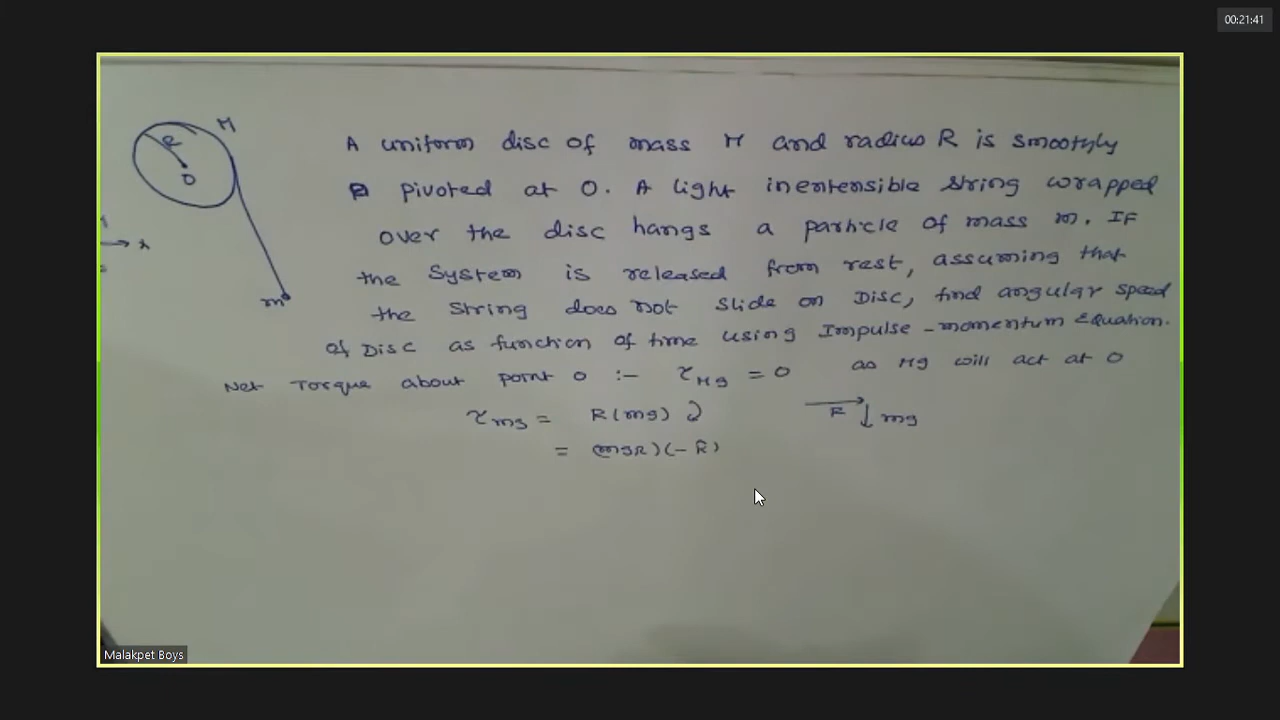 00:21:41
M
R
O
m
A uniform disc of mass M and radius R is smoothly
pivoted at O. A light inentensible string wrapped
over the disc hangs a particle of mass m. IF
the System is released from rest, assuming that
the string does not slide on Disc, find angular speed
of Disc as function of time using Impulse - momentum Equation.
Net Torque about point O :- τMg = 0 as Mg will act at O
τmg = R(mg) R mg
= (mgR)(-k̂)
Malakpet Boys